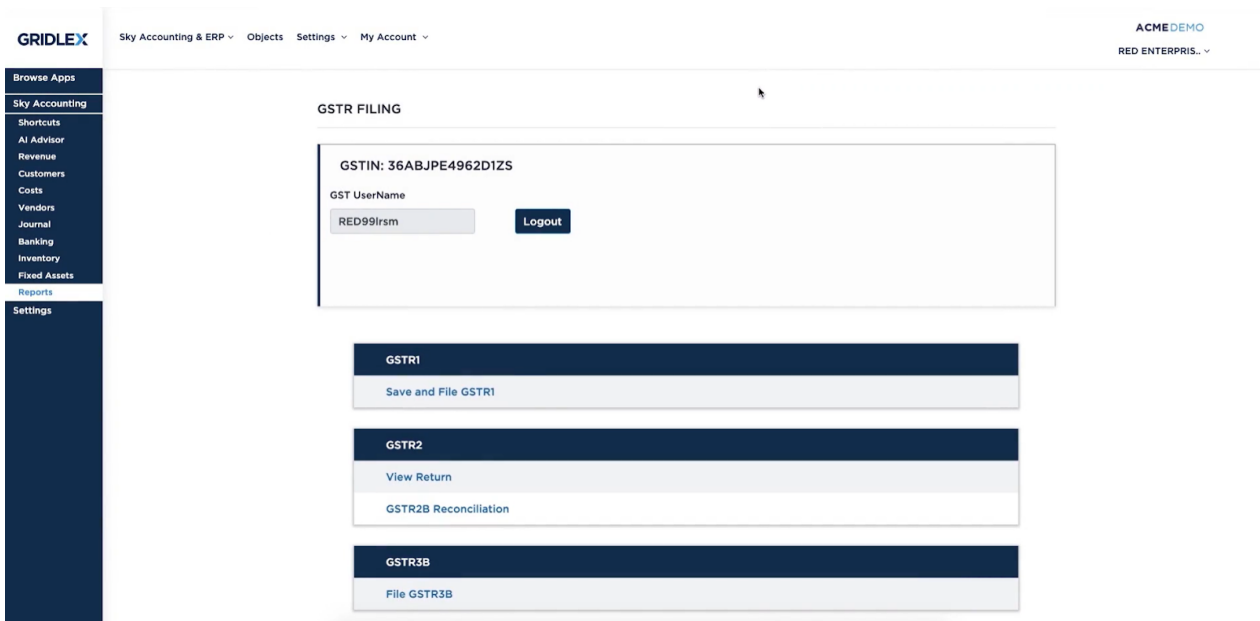 GRIDLEX
Sky Accounting & ERP Objects Settings My Account
ACMEDEMO
RED ENTERPRIS..
Browse Apps
Sky Accounting
Shortcuts
AI Advisor
Revenue
Customers
Costs
Vendors
Journal
Banking
Inventory
Fixed Assets
Reports
Settings
GSTR FILING
GSTIN: 36ABJPE4962D1ZS
GST UserName
RED99lrsm
Logout
GSTR1
Save and File GSTR1
GSTR2
View Return
GSTR2B Reconciliation
GSTR3B
File GSTR3B